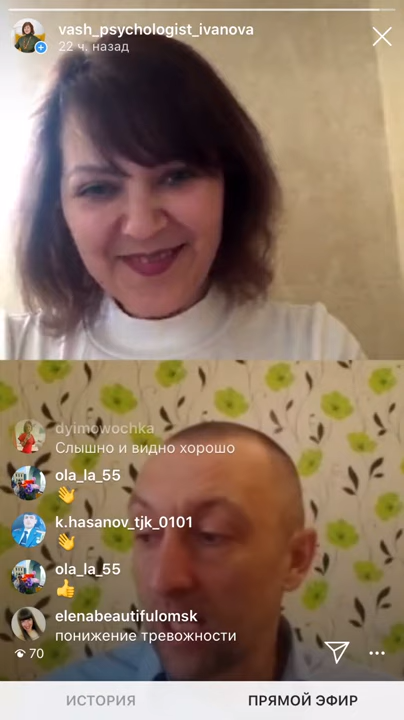 vash_psychologist_ivanova
22 ч. назад
dyimowochka
Слышно и видно хорошо
ola_la_55
👋
k.hasanov_tjk_0101
👋
ola_la_55
👍
elenabeautifulomsk
понижение тревожности
70
ИСТОРИЯ
ПРЯМОЙ ЭФИР